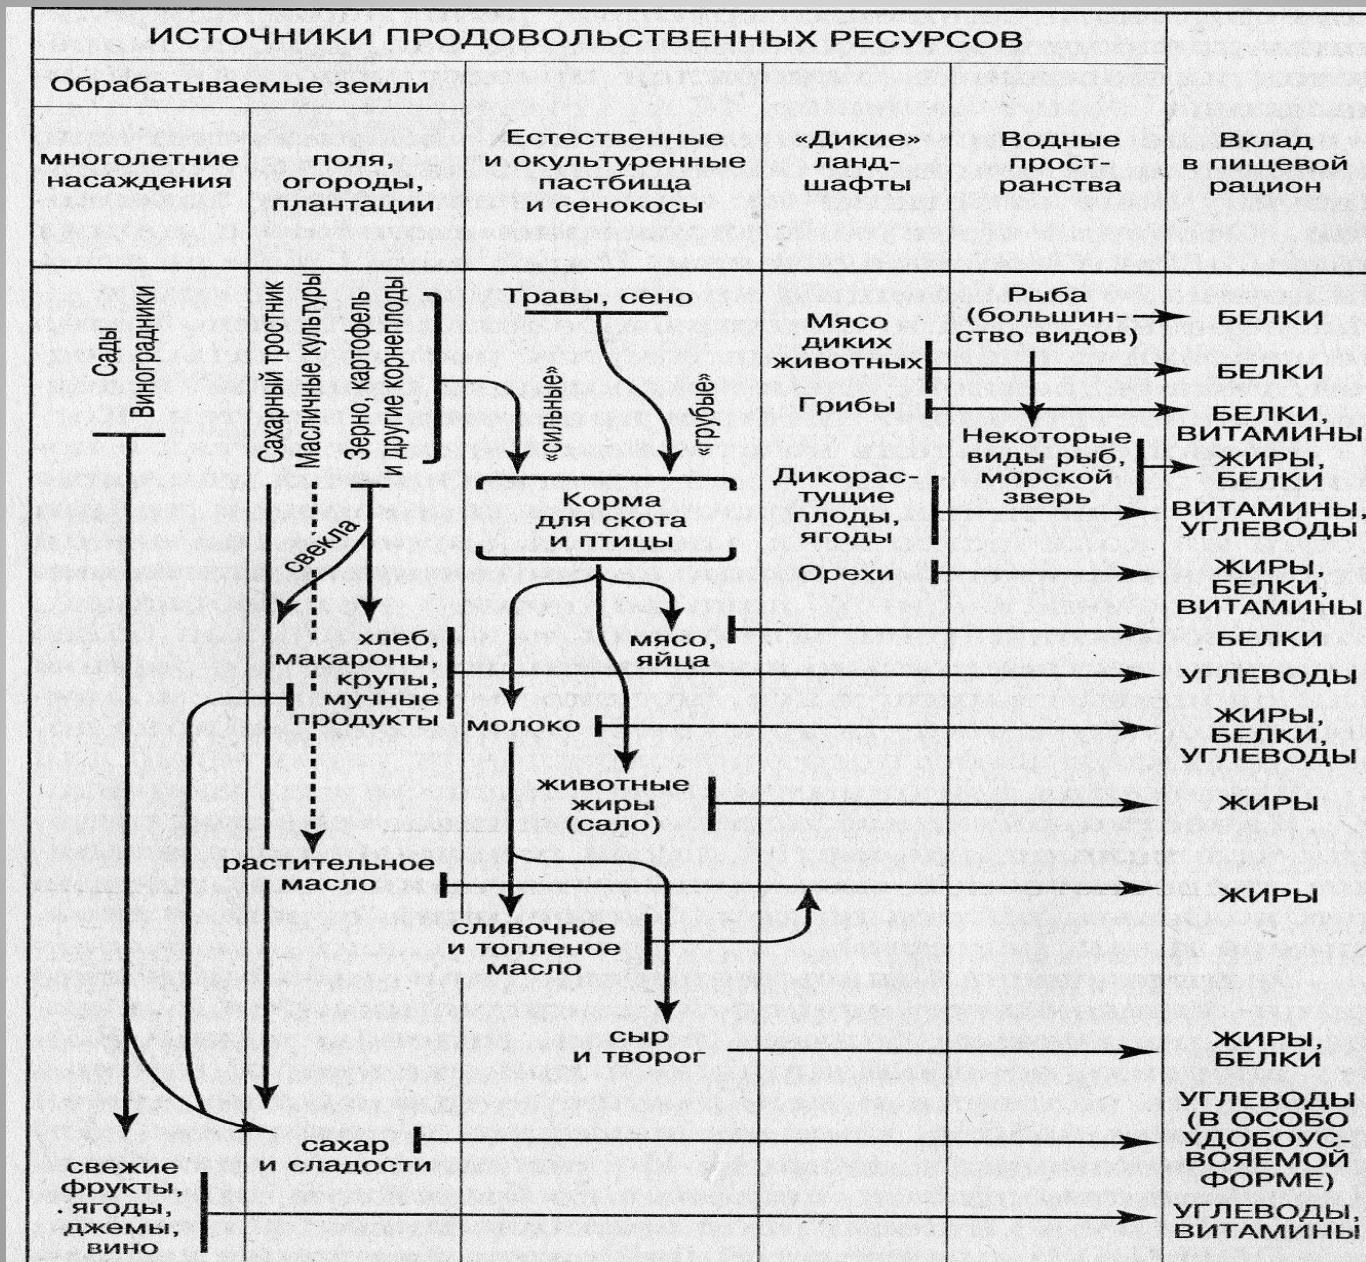 ИСТОЧНИКИ ПРОДОВОЛЬСТВЕННЫХ РЕСУРСОВ
Обрабатываемые земли
многолетние
насаждения
поля,
огороды,
плантации
Естественные
и окультуренные
пастбища
и сенокосы
«Дикие»
ланд-
шафты
Водные
прост-
ранства
Вклад
в пищевой
рацион
Сады
Виноградники
Сахарный тротник
Масличные культуры
Зерно, картофель
и другие корнеплоды
Травы, сено
«сильные»
«грубые»
Мясо
диких
животных
Рыба
(большин-
ство видов)
БЕЛКИ
БЕЛКИ
Грибы
БЕЛКИ,
ВИТАМИНЫ
Некоторые
виды рыб,
морской
зверь
ЖИРЫ,
БЕЛКИ
Корма
для скота
и птицы
Дикорас-
тущие
плоды,
ягоды
ВИТАМИНЫ,
УГЛЕВОДЫ
свекла
Орехи
ЖИРЫ,
БЕЛКИ,
ВИТАМИНЫ
мясо,
яйца
БЕЛКИ
хлеб,
макароны,
крупы,
мучные
продукты
УГЛЕВОДЫ
молоко
ЖИРЫ,
БЕЛКИ,
УГЛЕВОДЫ
животные
жиры
(сало)
ЖИРЫ
растительное
масло
ЖИРЫ
сливочное
и топленое
масло
сыр
и творог
ЖИРЫ,
БЕЛКИ
сахар
и сладости
УГЛЕВОДЫ
(В ОСОБО
УДОБОУС-
ВОЯЕМОЙ
ФОРМЕ)
свежие
фрукты,
ягоды,
джемы,
вино
УГЛЕВОДЫ,
ВИТАМИНЫ